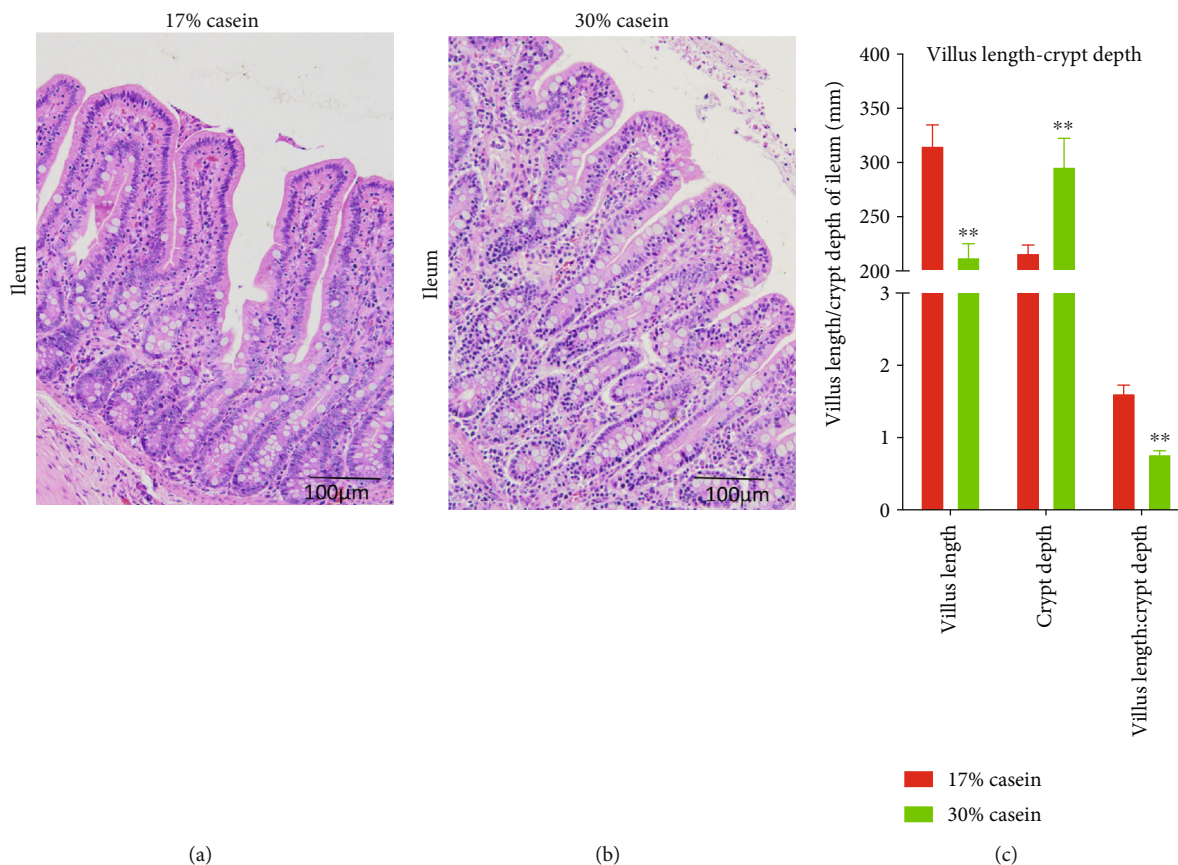 17% casein
30% casein
Ileum
100μm
Ileum
100μm
Villus length-crypt depth
Villus length/crypt depth of ileum (mm)
400
350
300
250
200
3
2
1
0
**
**
**
Villus length
Crypt depth
Villus length:crypt depth
17% casein
30% casein
(a)
(b)
(c)